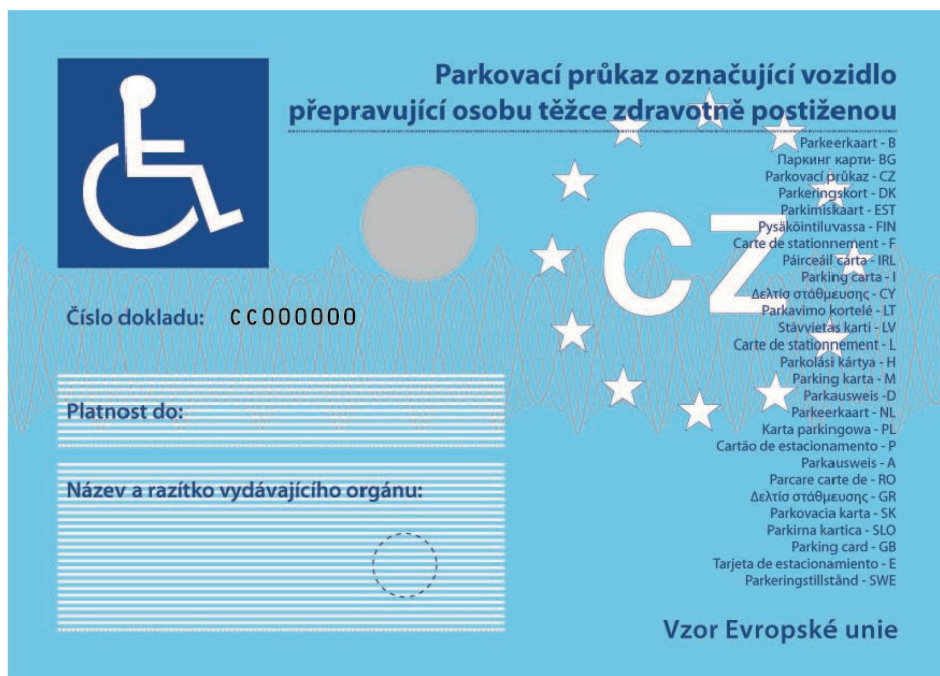 Parkovací průkaz označující vozidlo
přepravující osobu těžce zdravotně postiženou
Parkeerkaart - B
Паркинг карти- BG
Parkovací průkaz - CZ
Parkeringskort - DK
Parkimiskaart - EST
Pysäköintiluvassa - FIN
Carte de stationnement - F
Páirceáil cárta - IRL
Parking carta - I
Δελτίο στάθμευσης - CY
Parkavimo kortelé - LT
Stāvvietas karti - LV
Carte de stationnement - L
Parkolási kártya - H
Parking karta - M
Parkausweis -D
Parkeerkaart - NL
Karta parkingowa - PL
Cartão de estacionamento - P
Parkausweis - A
Parcare carte de - RO
Δελτίο στάθμευσης - GR
Parkovacia karta - SK
Parkirna kartica - SLO
Parking card - GB
Tarjeta de estacionamiento - E
Parkeringstillstånd - SWE
CZ
Číslo dokladu: CC000000
Platnost do:
Název a razítko vydávajícího orgánu:
Vzor Evropské unie